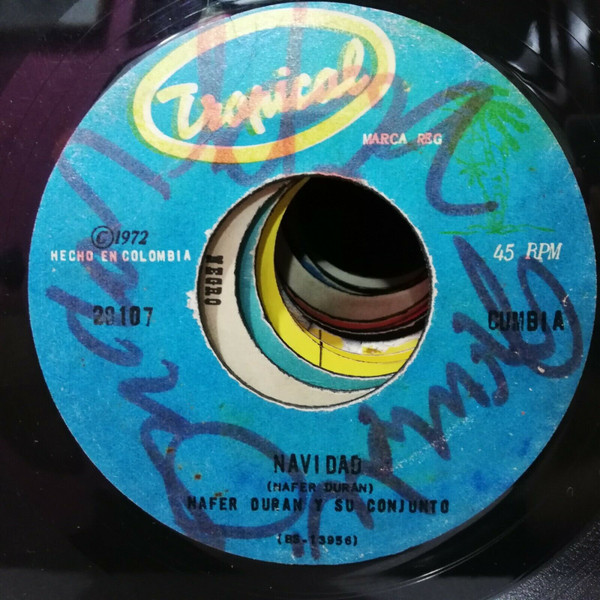 Tropical
MARCA REG
©1972
HECHO EN COLOMBIA
45 RPM
NEGRO
CUMBIA
NAVIDAD
(NAFER DURAN)
NAFER DURAN Y SU CONJUNTO
(BS-13956)